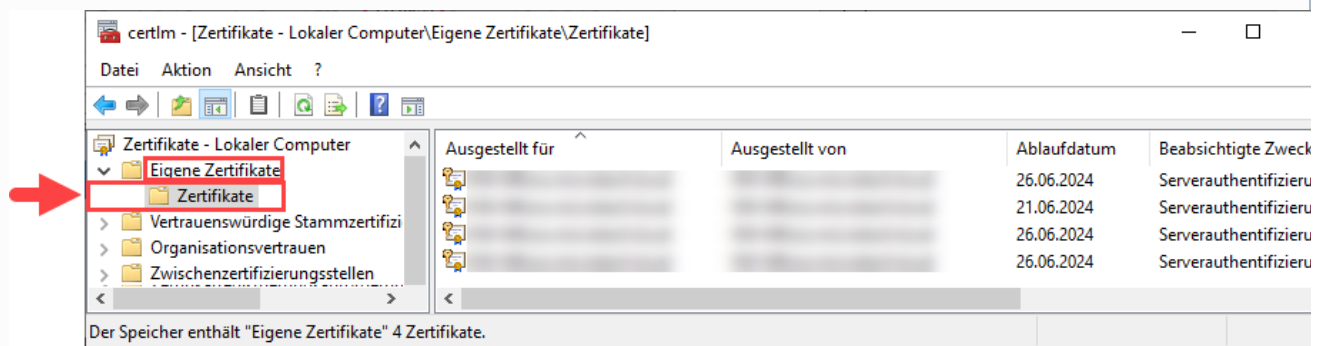 certlm - [Zertifikate - Lokaler Computer\Eigene Zertifikate\Zertifikate]
Datei Aktion Ansicht ?
Zertifikate - Lokaler Computer
Eigene Zertifikate
Zertifikate
Vertrauenswürdige Stammzertifizi
Organisationsvertrauen
Zwischenzertifizierungsstellen
Ausgestellt für Ausgestellt von Ablaufdatum Beabsichtigte Zweck
26.06.2024 Serverauthentifizieru
21.06.2024 Serverauthentifizieru
26.06.2024 Serverauthentifizieru
26.06.2024 Serverauthentifizieru
Der Speicher enthält "Eigene Zertifikate" 4 Zertifikate.